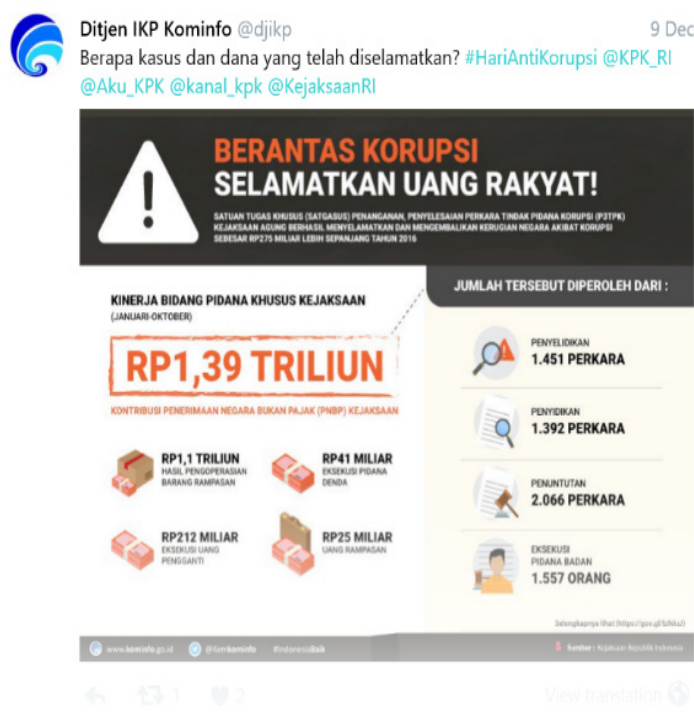 Ditjen IKP Kominfo @djikp 9 Dec
Berapa kasus dan dana yang telah diselamatkan? #HariAntiKorupsi @KPK_RI
@Aku_KPK @kanal_kpk @KejaksaanRI
BERANTAS KORUPSI
SELAMATKAN UANG RAKYAT!
SATUAN TUGAS KHUSUS (SATGASUS) PENANGANAN, PENYELESAIAN PERKARA TINDAK PIDANA KORUPSI (P3TPK)
KEJAKSAAN AGUNG BERHASIL MENYELAMATKAN DAN MENGEMBALIKAN KERUGIAN NEGARA AKIBAT KORUPSI
SEBESAR RP275 MILIAR LEBIH SEPANJANG TAHUN 2016
KINERJA BIDANG PIDANA KHUSUS KEJAKSAAN
(JANUARI-OKTOBER)
RP1,39 TRILIUN
KONTRIBUSI PENERIMAAN NEGARA BUKAN PAJAK (PNBP) KEJAKSAAN
RP1,1 TRILIUN
HASIL PENGOPERASIAN
BARANG RAMPASAN
RP41 MILIAR
EKSEKUSI PIDANA
DENDA
RP212 MILIAR
EKSEKUSI UANG
PENGGANTI
RP25 MILIAR
UANG RAMPASAN
JUMLAH TERSEBUT DIPEROLEH DARI :
PENYELIDIKAN
1.451 PERKARA
PENYIDIKAN
1.392 PERKARA
PENUNTUTAN
2.066 PERKARA
EKSEKUSI
PIDANA BADAN
1.557 ORANG
Selengkapnya lihat
www.kominfo.go.id @Kemkominfo #IndonesiaBaik
Sumber : Kejaksaan Republik Indonesia
1 2 View translation